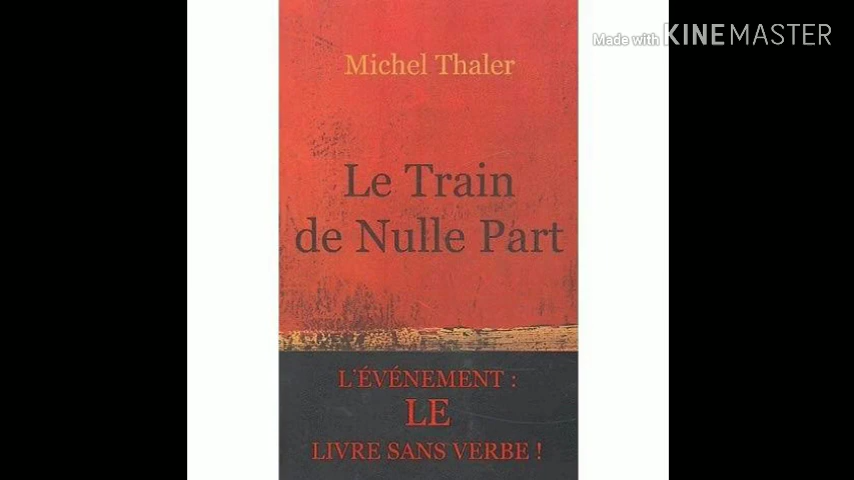 Made with KINEMASTER
Michel Thaler
Le Train
de Nulle Part
L'ÉVÉNEMENT :
LE
LIVRE SANS VERBE !